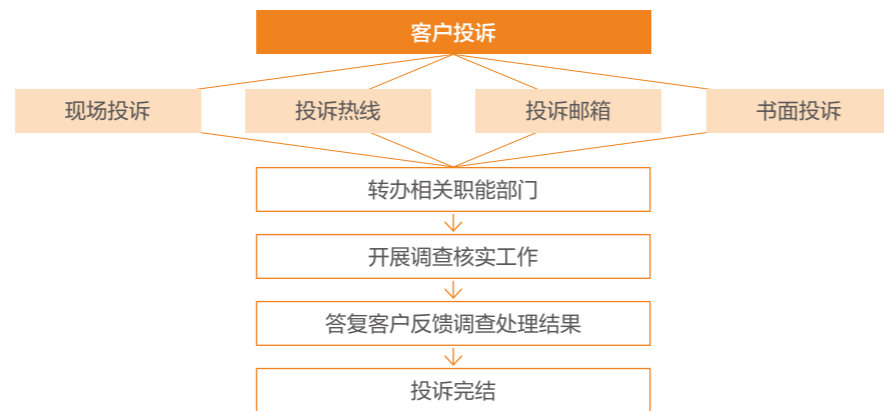 客户投诉
现场投诉
投诉热线
投诉邮箱
书面投诉
转办相关职能部门
开展调查核实工作
答复客户反馈调查处理结果
投诉完结